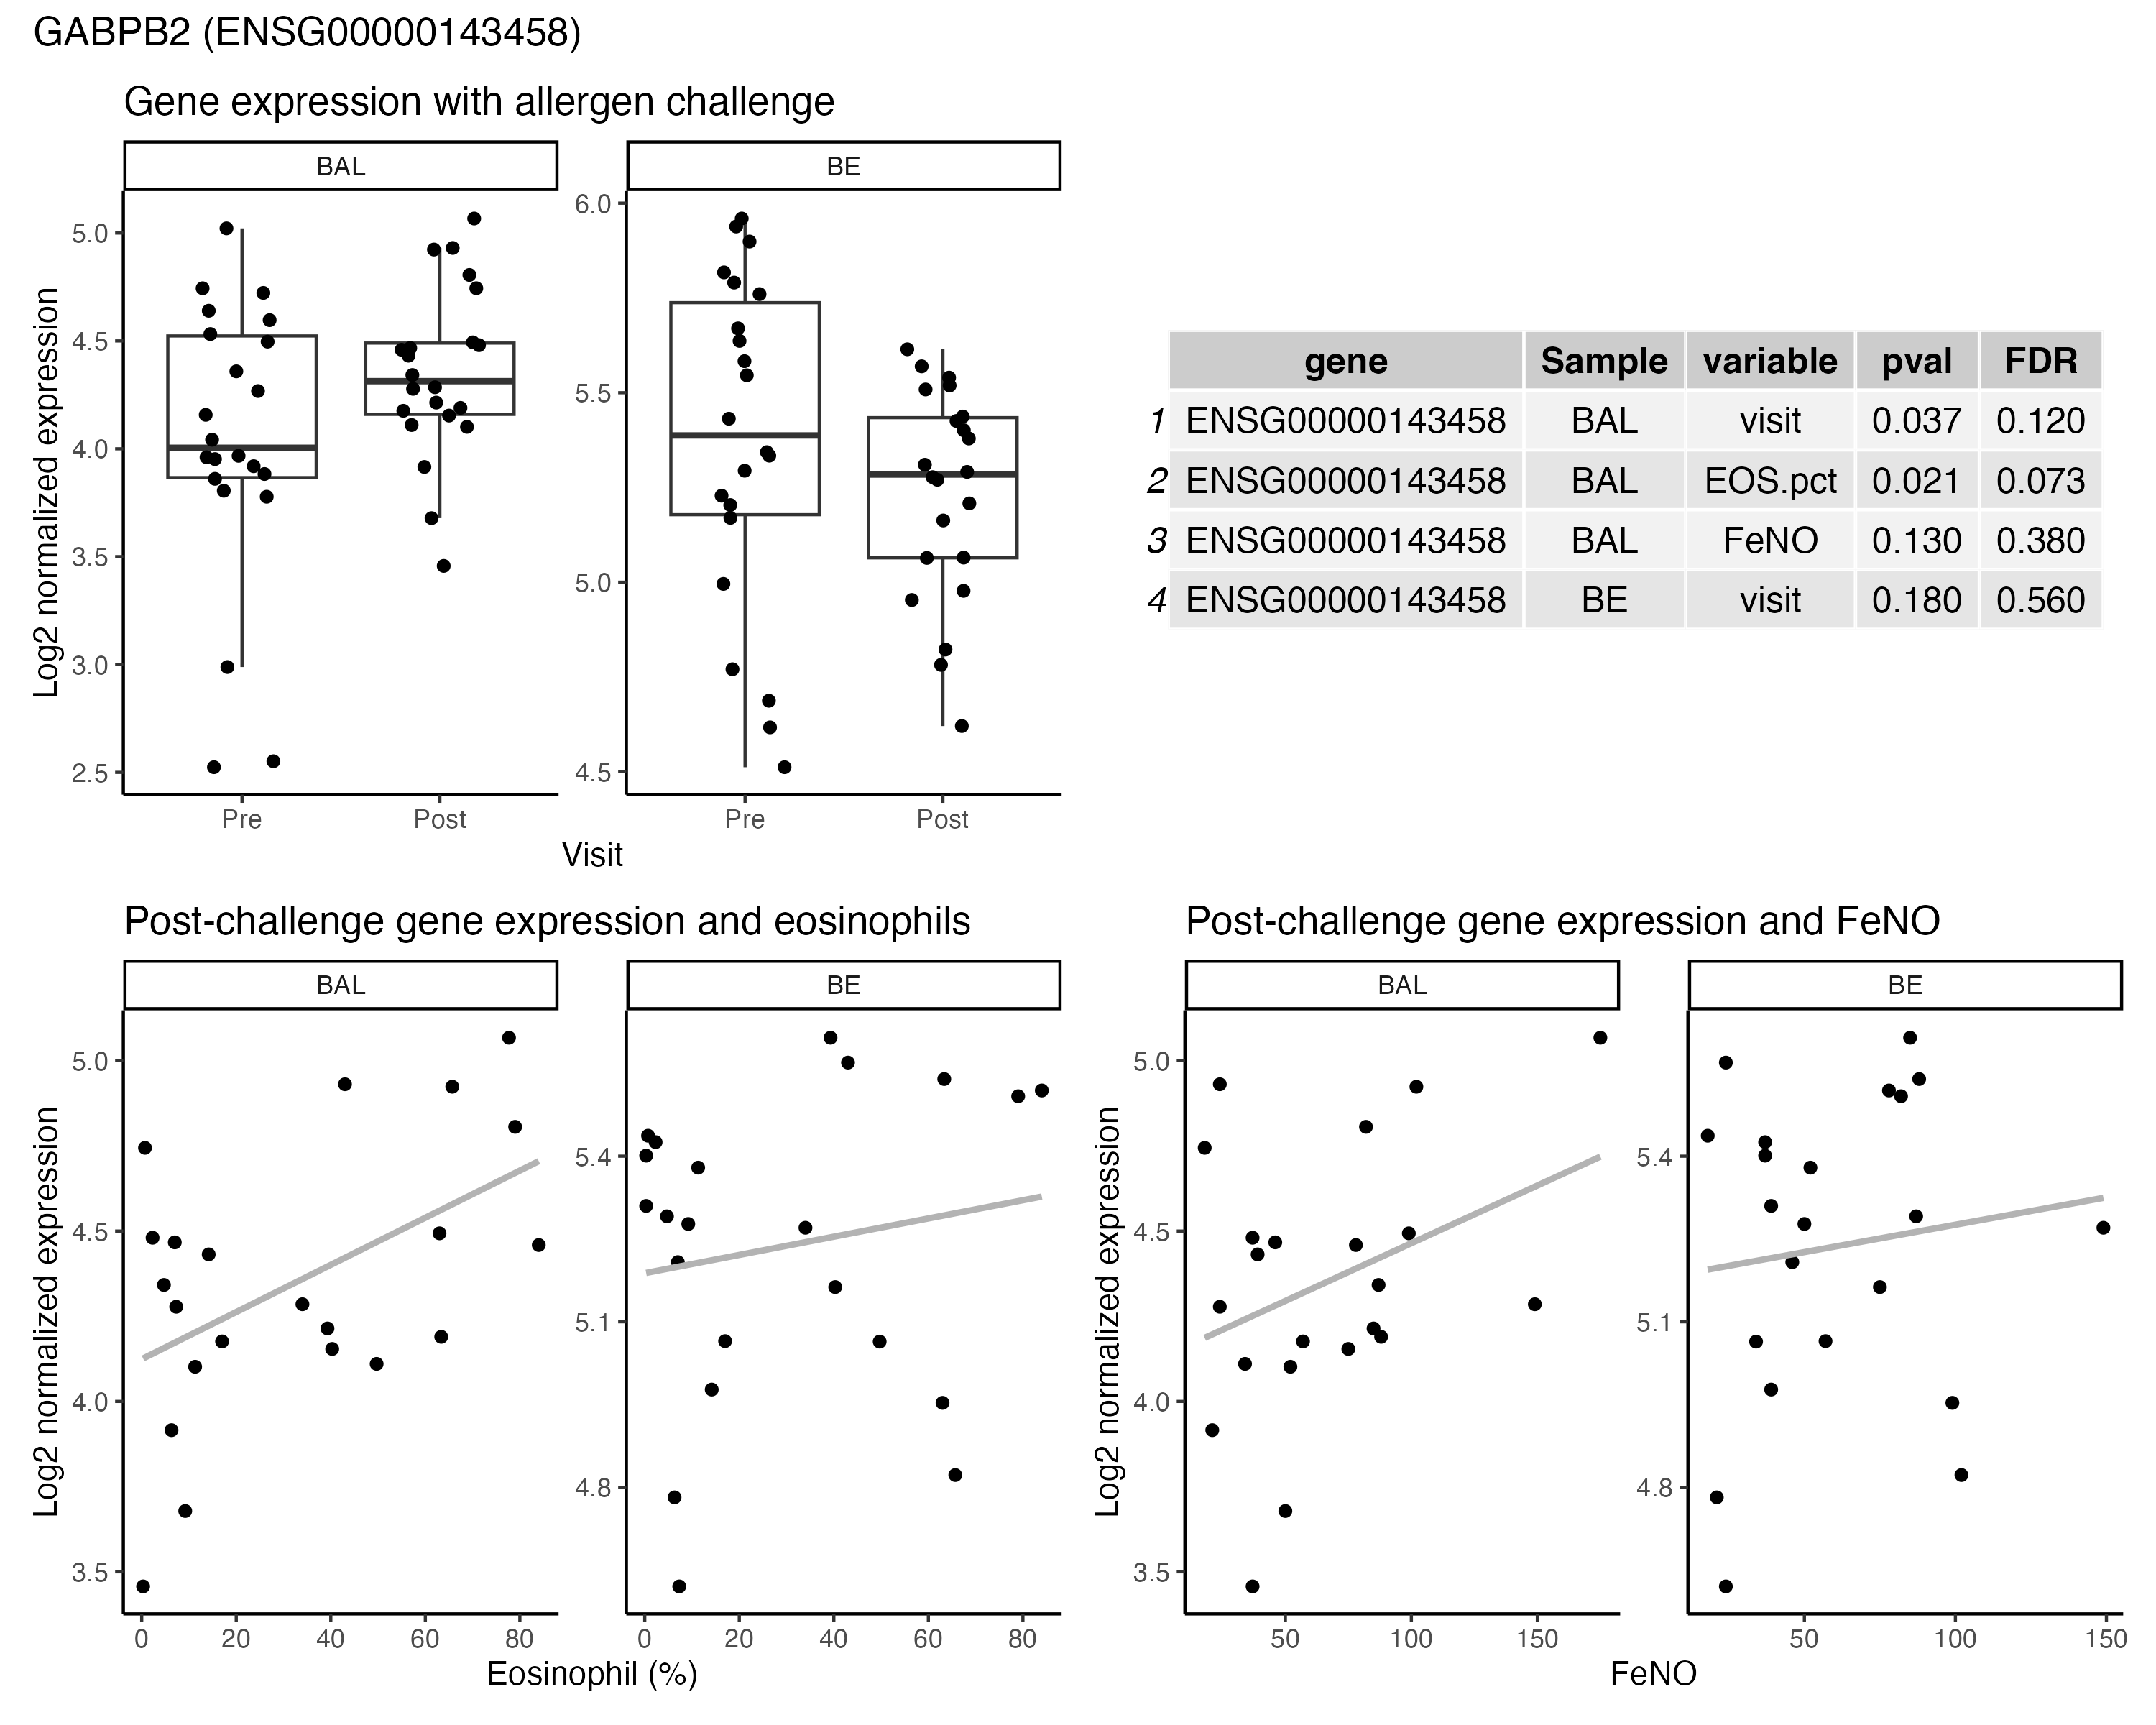 GABPB2 (ENSG00000143458)
Gene expression with allergen challenge
BAL
BE
Log2 normalized expression
5.0
4.5
4.0
3.5
3.0
2.5
6.0
5.5
5.0
4.5
Pre
Post
Pre
Post
Visit
gene Sample variable pval FDR
1 ENSG00000143458 BAL visit 0.037 0.120
2 ENSG00000143458 BAL EOS.pct 0.021 0.073
3 ENSG00000143458 BAL FeNO 0.130 0.380
4 ENSG00000143458 BE visit 0.180 0.560
Post-challenge gene expression and eosinophils
BAL
BE
Log2 normalized expression
5.0
4.5
4.0
3.5
5.4
5.1
4.8
0 20 40 60 80
0 20 40 60 80
Eosinophil (%)
Post-challenge gene expression and FeNO
BAL
BE
Log2 normalized expression
5.0
4.5
4.0
3.5
5.4
5.1
4.8
50 100 150
50 100 150
FeNO